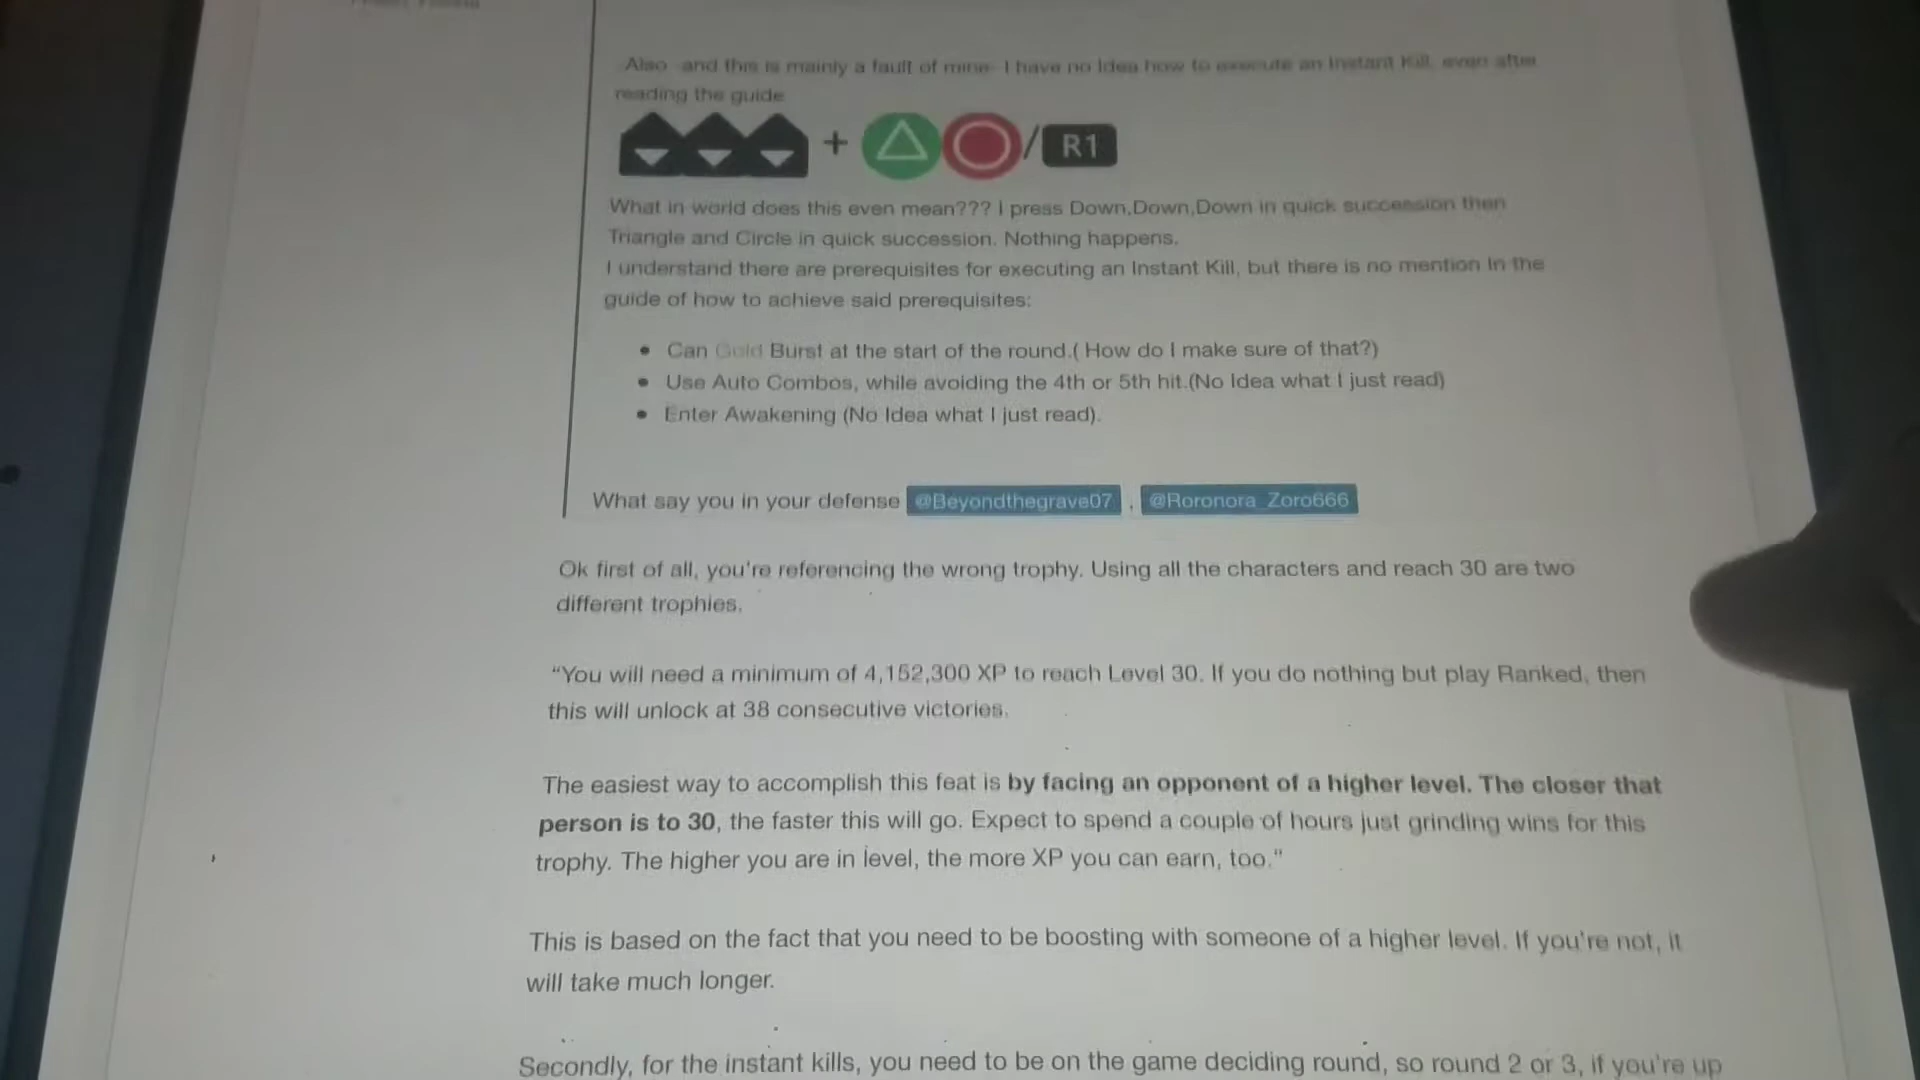 Also and this is mainly a fault of mine I have no Idea how to execute an Instant Kill, even after
reading the guide
+ / R1
What in world does this even mean??? I press Down,Down,Down in quick succession then
Triangle and Circle in quick succession. Nothing happens.
I understand there are prerequisites for executing an Instant Kill, but there is no mention In the
guide of how to achieve said prerequisites:
• Can Gold Burst at the start of the round.( How do I make sure of that?)
• Use Auto Combos, while avoiding the 4th or 5th hit.(No Idea what I just read)
• Enter Awakening (No Idea what I just read).
What say you in your defense @Beyondthegrave07 , @Roronora_Zoro666
Ok first of all, you're referencing the wrong trophy. Using all the characters and reach 30 are two
different trophies.
“You will need a minimum of 4,152,300 XP to reach Level 30. If you do nothing but play Ranked, then
this will unlock at 38 consecutive victories.
The easiest way to accomplish this feat is by facing an opponent of a higher level. The closer that
person is to 30, the faster this will go. Expect to spend a couple of hours just grinding wins for this
trophy. The higher you are in level, the more XP you can earn, too."
This is based on the fact that you need to be boosting with someone of a higher level. If you're not, it
will take much longer.
Secondly, for the instant kills, you need to be on the game deciding round, so round 2 or 3, if you're up